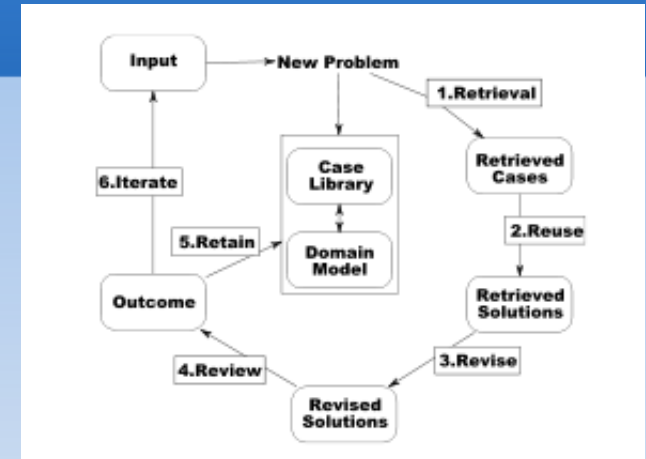 Input
New Problem
1.Retrieval
Case
Library
Retrieved
Cases
6.Iterate
2.Reuse
5.Retain
Domain
Model
Outcome
Retrieved
Solutions
3.Revise
4.Review
Revised
Solutions